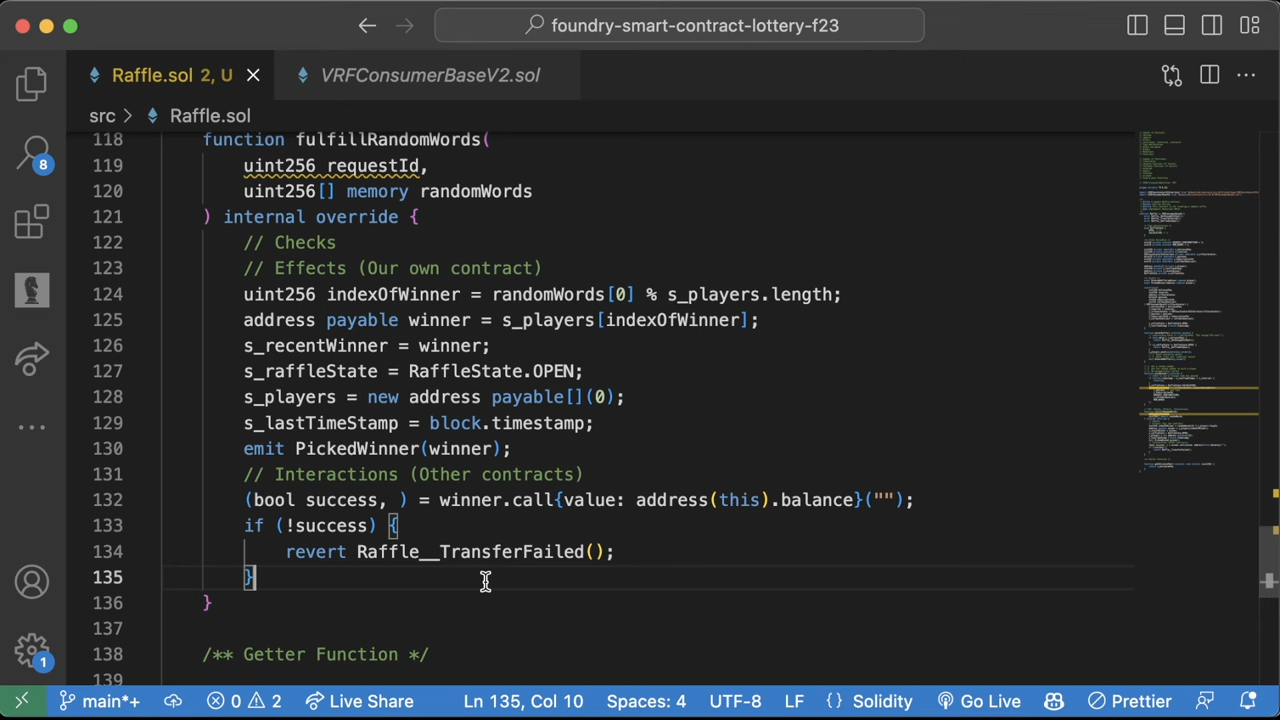 foundry-smart-contract-lottery-f23
Raffle.sol 2, U
VRFConsumerBaseV2.sol
src > Raffle.sol
118 function fulfillRandomWords(
119 uint256 requestId,
120 uint256[] memory randomWords
121 ) internal override {
122 // Checks
123 // Effects (Our own contract)
124 uint256 indexOfWinner = randomWords[0] % s_players.length;
125 address payable winner = s_players[indexOfWinner];
126 s_recentWinner = winner;
127 s_raffleState = RaffleState.OPEN;
128 s_players = new address payable[](0);
129 s_lastTimeStamp = block.timestamp;
130 emit PickedWinner(winner);
131 // Interactions (Other contracts)
132 (bool success, ) = winner.call{value: address(this).balance}("");
133 if (!success) {
134 revert Raffle__TransferFailed();
135 }
136 }
137
138 /** Getter Function */
139
8
1
main*+ 0 2 Live Share Ln 135, Col 10 Spaces: 4 UTF-8 LF {} Solidity Go Live Prettier